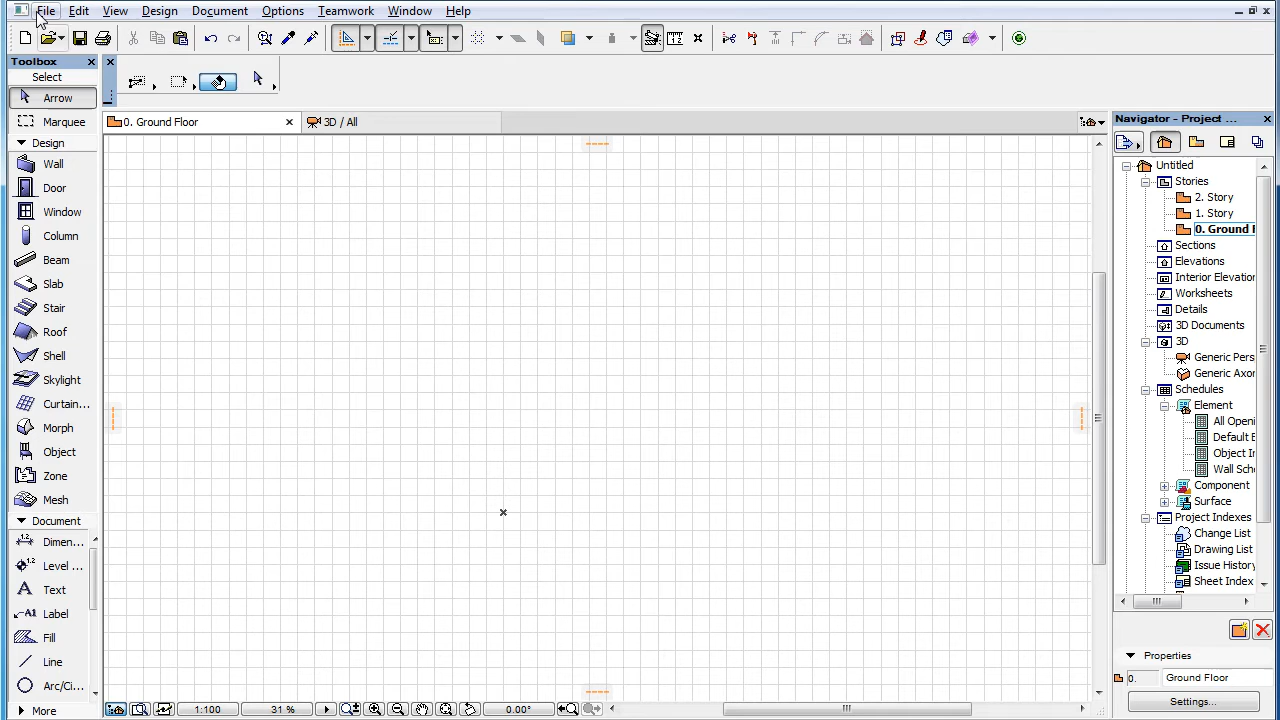 File Edit View Design Document Options Teamwork Window Help
Toolbox
Select
Arrow
Marquee
Design
Wall
Door
Window
Column
Beam
Slab
Stair
Roof
Shell
Skylight
Curtain...
Morph
Object
Zone
Mesh
Document
Dimen...
Level ...
Text
A1 Label
Fill
Line
Arc/Ci...
More
0. Ground Floor
3D / All
1:100
31 %
0.00°
Navigator - Project ...
Untitled
Stories
2. Story
1. Story
0. Ground F
Sections
Elevations
Interior Elevation
Worksheets
Details
3D Documents
3D
Generic Pers
Generic Axor
Schedules
Element
All Openi
Default E
Object In
Wall Sche
Component
Surface
Project Indexes
Change List
Drawing List
Issue History
Sheet Index
Properties
0. Ground Floor
Settings...